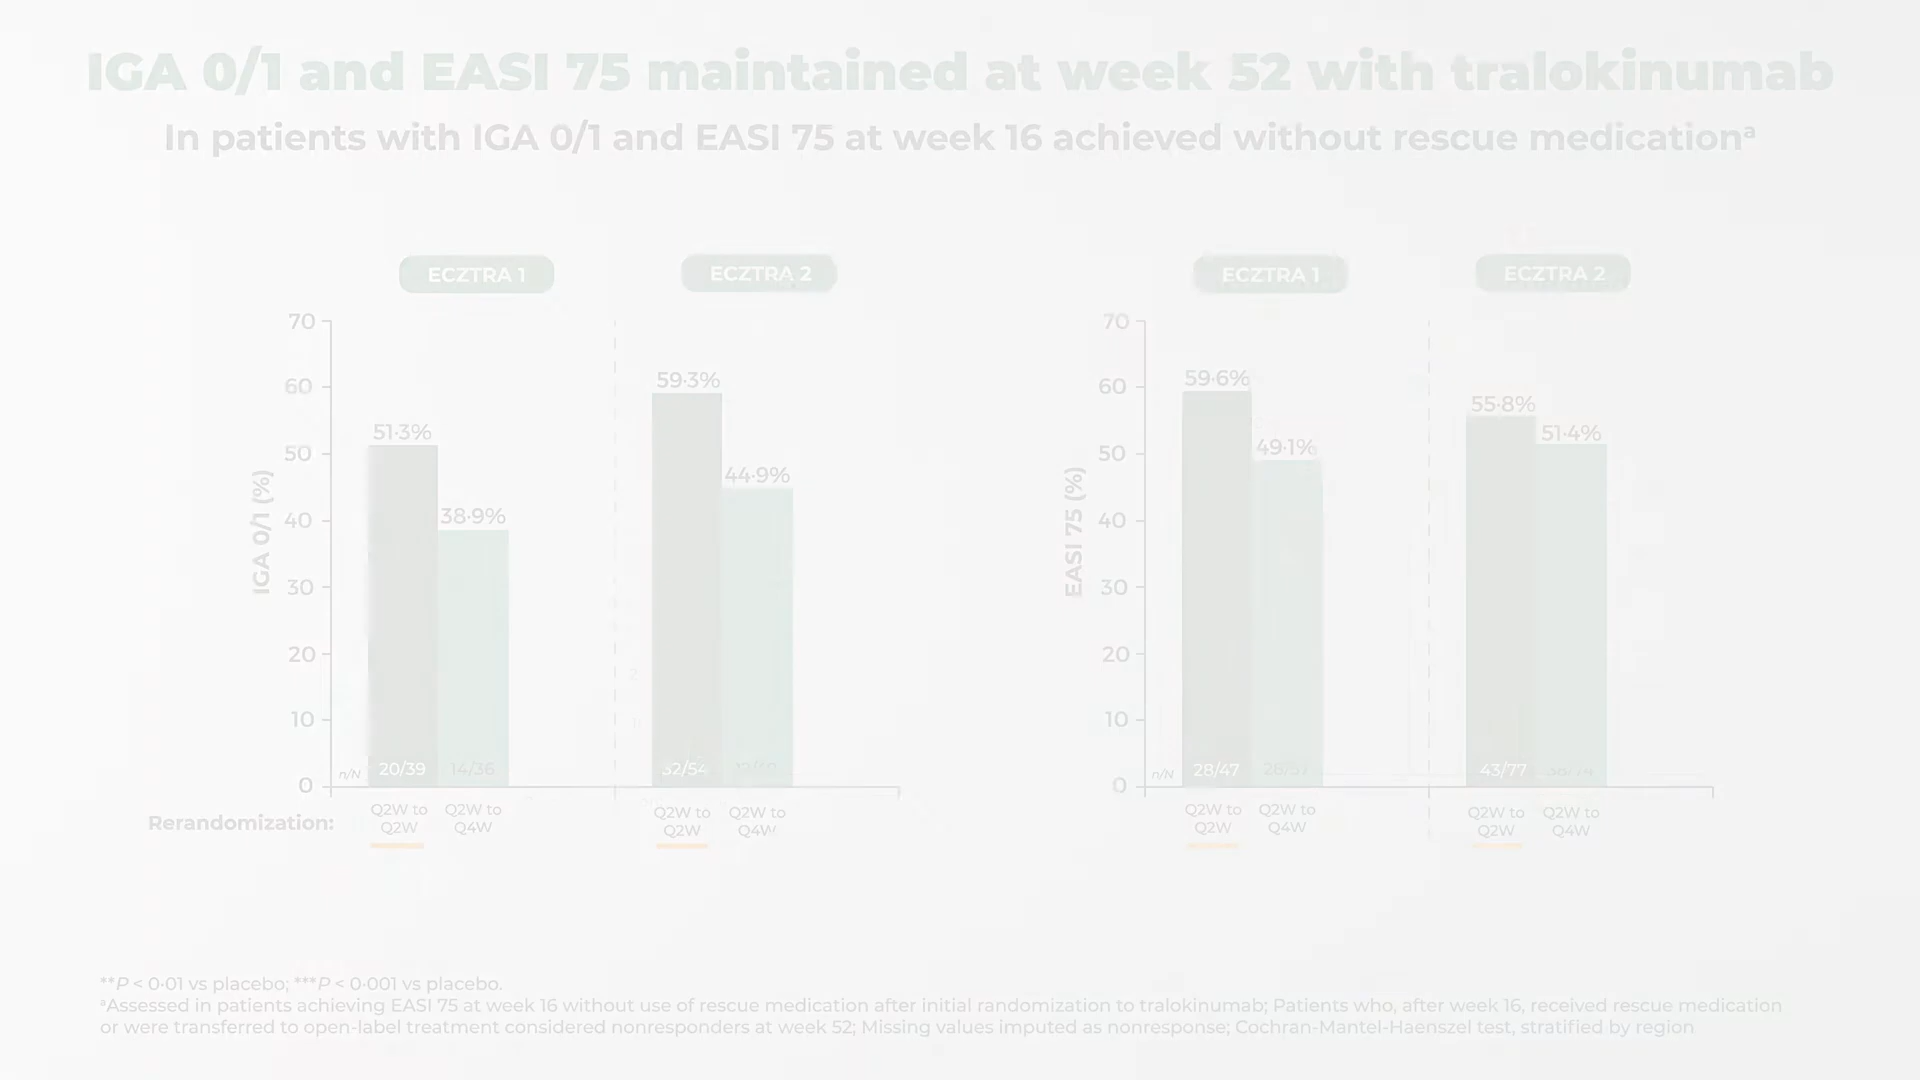 IGA 0/1 and EASI 75 maintained at week 52 with tralokinumab
In patients with IGA 0/1 and EASI 75 at week 16 achieved without rescue medicationᵃ
ECZTRA 1
ECZTRA 2
IGA 0/1 (%)
70
60
50
40
30
20
10
0
51·3%
38·9%
59·3%
44·9%
n/N
20/39
14/36
32/54
Rerandomization:
Q2W to
Q2W
Q2W to
Q4W
Q2W to
Q2W
Q2W to
Q4W
ECZTRA 1
ECZTRA 2
EASI 75 (%)
70
60
50
40
30
20
10
0
59·6%
49·1%
55·8%
51·4%
n/N
28/47
43/77
Q2W to
Q2W
Q2W to
Q4W
Q2W to
Q2W
Q2W to
Q4W
**P < 0·01 vs placebo; ***P < 0·001 vs placebo.
ᵃAssessed in patients achieving EASI 75 at week 16 without use of rescue medication after initial randomization to tralokinumab; Patients who, after week 16, received rescue medication
or were transferred to open-label treatment considered nonresponders at week 52; Missing values imputed as nonresponse; Cochran-Mantel-Haenszel test, stratified by region